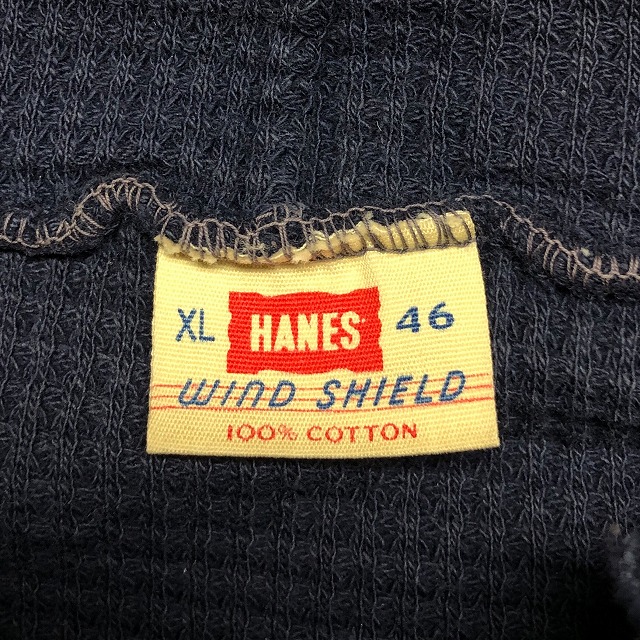 XL HANES 46
WIND SHIELD
100% COTTON